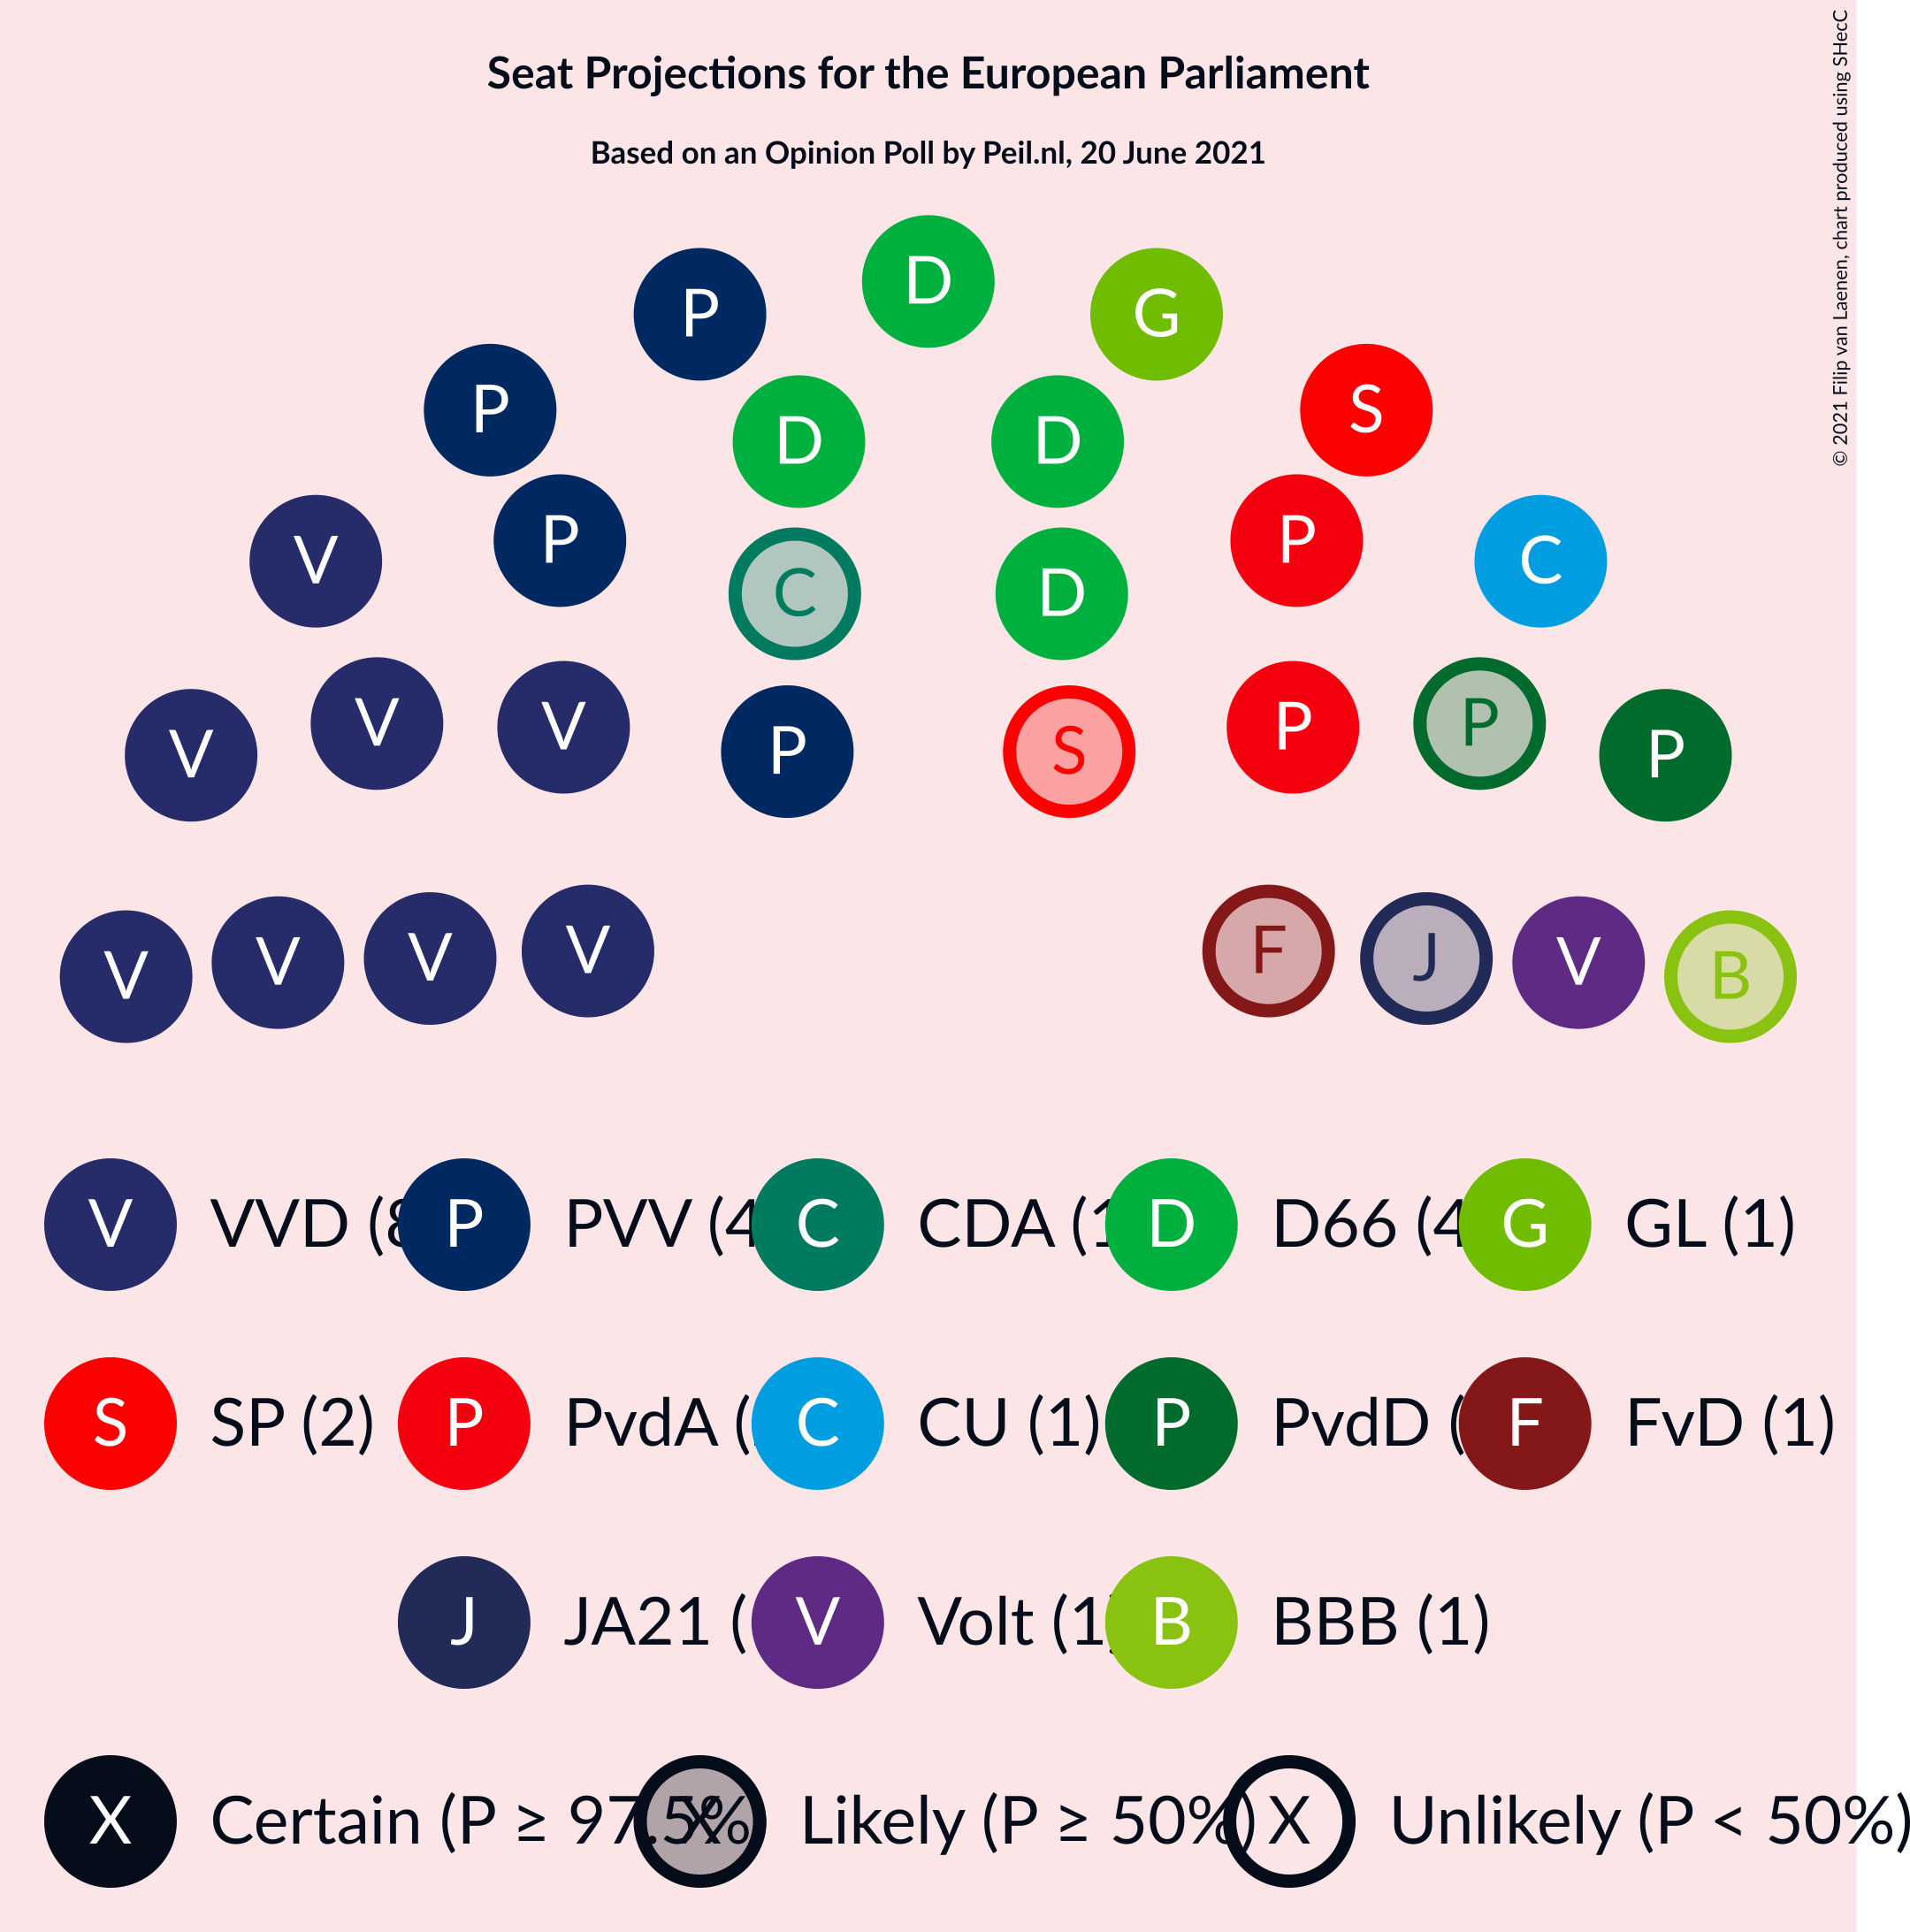 Seat Projections for the European Parliament
Based on an Opinion Poll by Peil.nl, 20 June 2021
© 2021 Filip van Laenen, chart produced using SHecC
D
P G
P S
D D
P P
V C
C D
V V P P
V P P
P S
V V V V F J V B
V VVD (8 P PVV (4 C CDA (1 D D66 (4 G GL (1)
S SP (2) P PvdA ( C CU (1) P PvdD ( F FvD (1)
J JA21 ( V Volt (1) B BBB (1)
X Certain (P ≥ 97.5% X Likely (P ≥ 50%) X Unlikely (P < 50%)